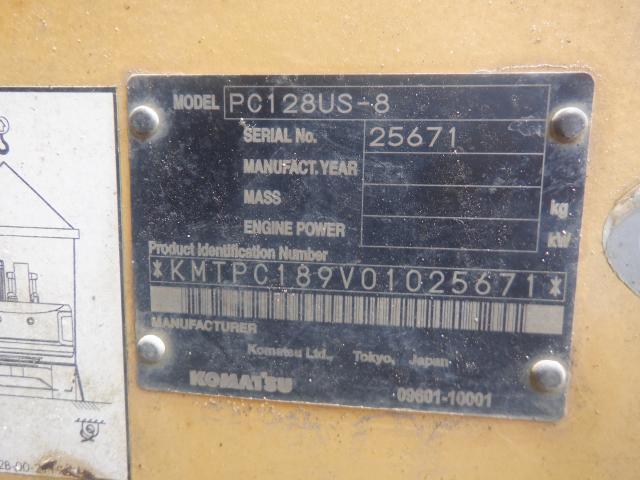 MODEL PC128US-8
SERIAL No. 25671
MANUFACT.YEAR
MASS kg
ENGINE POWER kW
Product Identification Number
*KMTPC189V01025671*
MANUFACTURER
Komatsu Ltd., Tokyo, Japan
KOMATSU 09601-10001